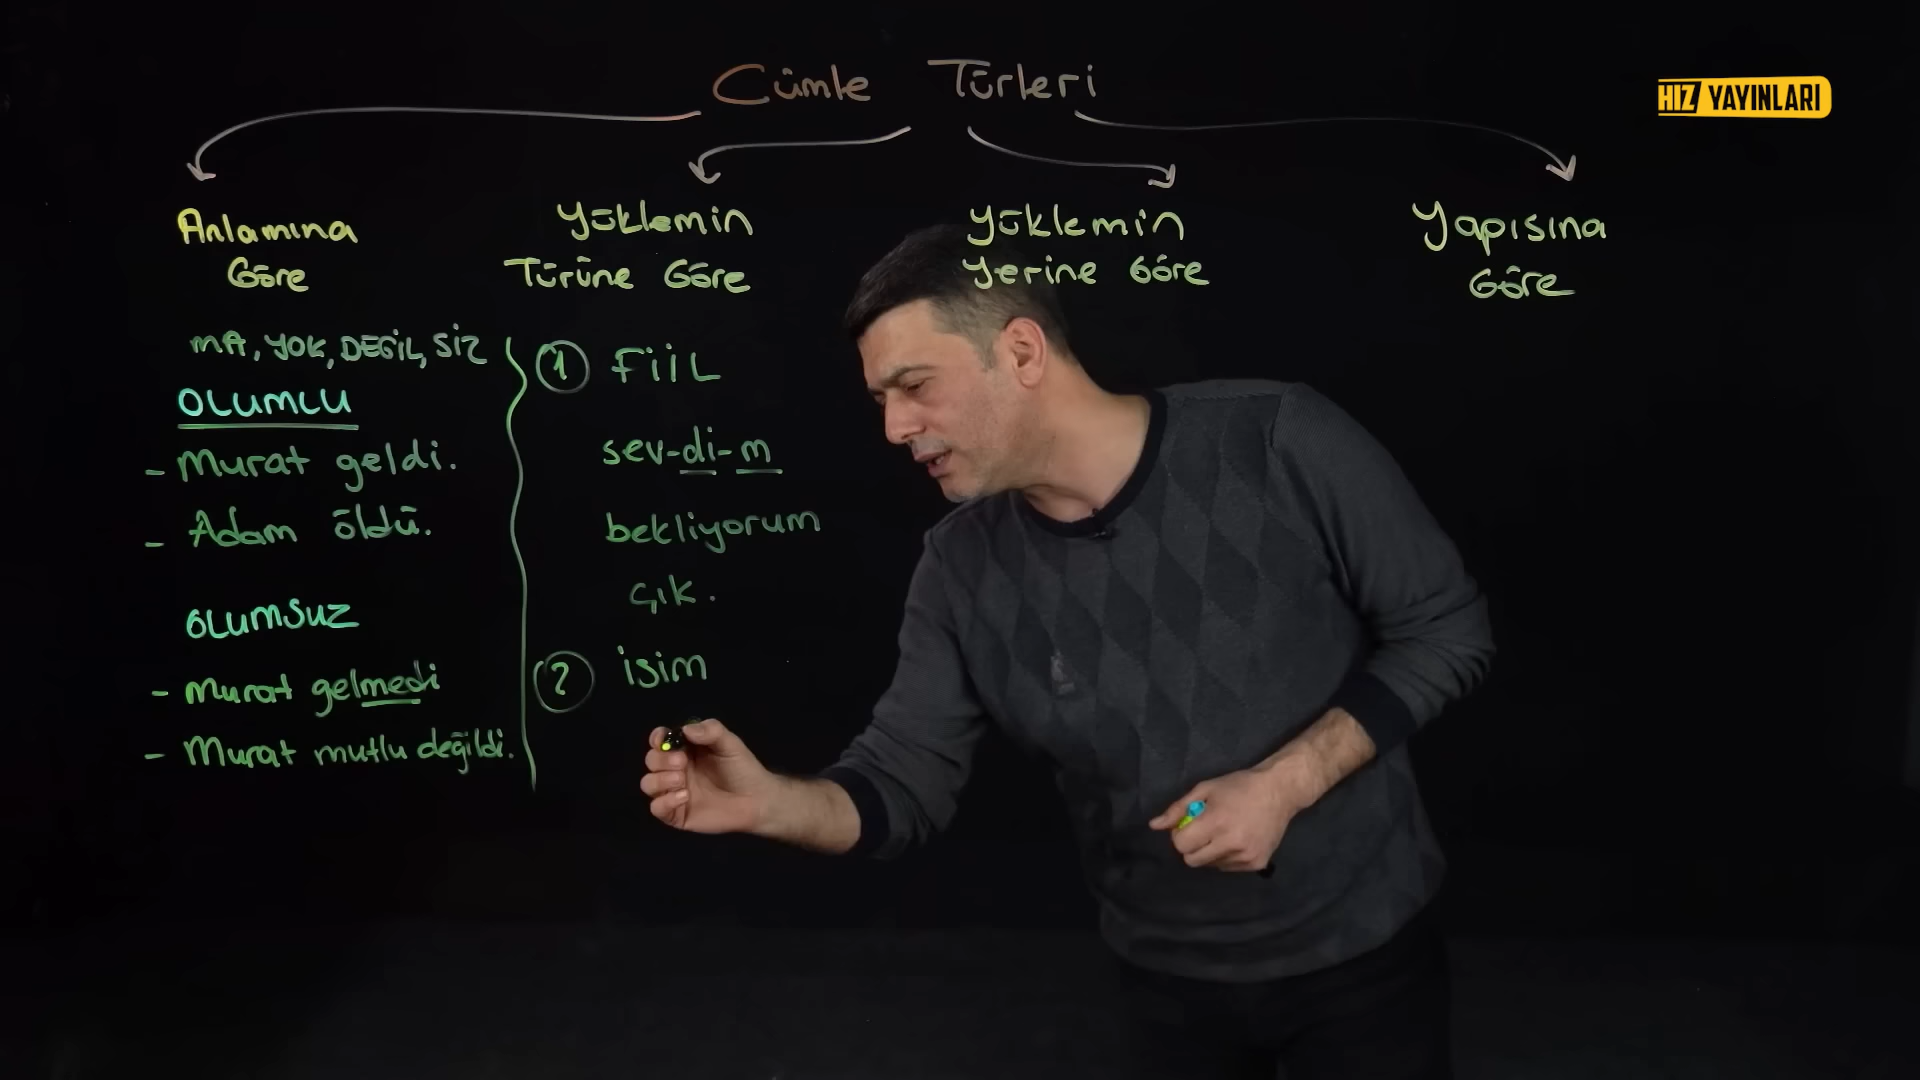 Cümle Türleri
HIZ YAYINLARI
Anlamına
Göre
MA, YOK, DEĞİL, SİZ
OLUMLU
- Murat geldi.
- Adam öldü.
OLUMSUZ
- Murat gelmedi
- Murat mutlu değildi.
Yüklemin
Türüne Göre
1 FİİL
sev-di-m
bekliyorum
çık.
2 isim
Yüklemin
Yerine Göre
Yapısına
Göre